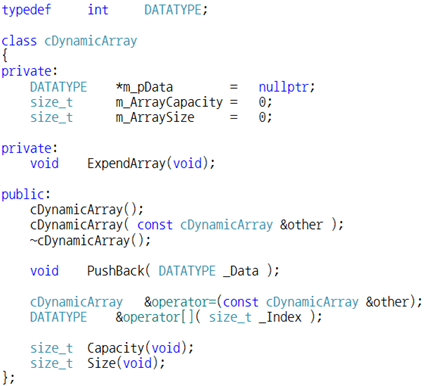 typedef int DATATYPE;
class cDynamicArray
{
private:
DATATYPE *m_pData = nullptr;
size_t m_ArrayCapacity = 0;
size_t m_ArraySize = 0;
private:
void ExpendArray(void);
public:
cDynamicArray();
cDynamicArray( const cDynamicArray &other );
~cDynamicArray();
void PushBack( DATATYPE _Data );
cDynamicArray &operator=(const cDynamicArray &other);
DATATYPE &operator[]( size_t _Index );
size_t Capacity(void);
size_t Size(void);
};